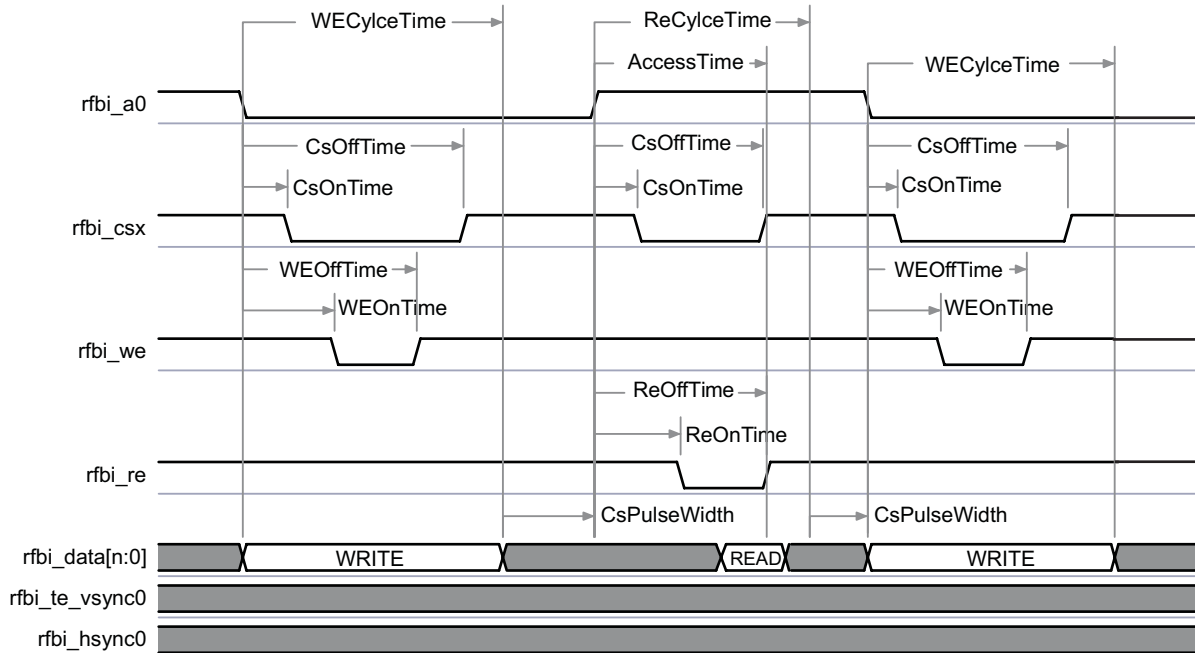 WECylceTime ReCylceTime
AccessTime WECylceTime
rfbi_a0
CsOffTime CsOffTime CsOffTime
CsOnTime CsOnTime CsOnTime
rfbi_csx
WEOffTime WEOffTime
WEOnTime WEOnTime
rfbi_we
ReOffTime
ReOnTime
rfbi_re
CsPulseWidth CsPulseWidth
rfbi_data[n:0] WRITE READ WRITE
rfbi_te_vsync0
rfbi_hsync0